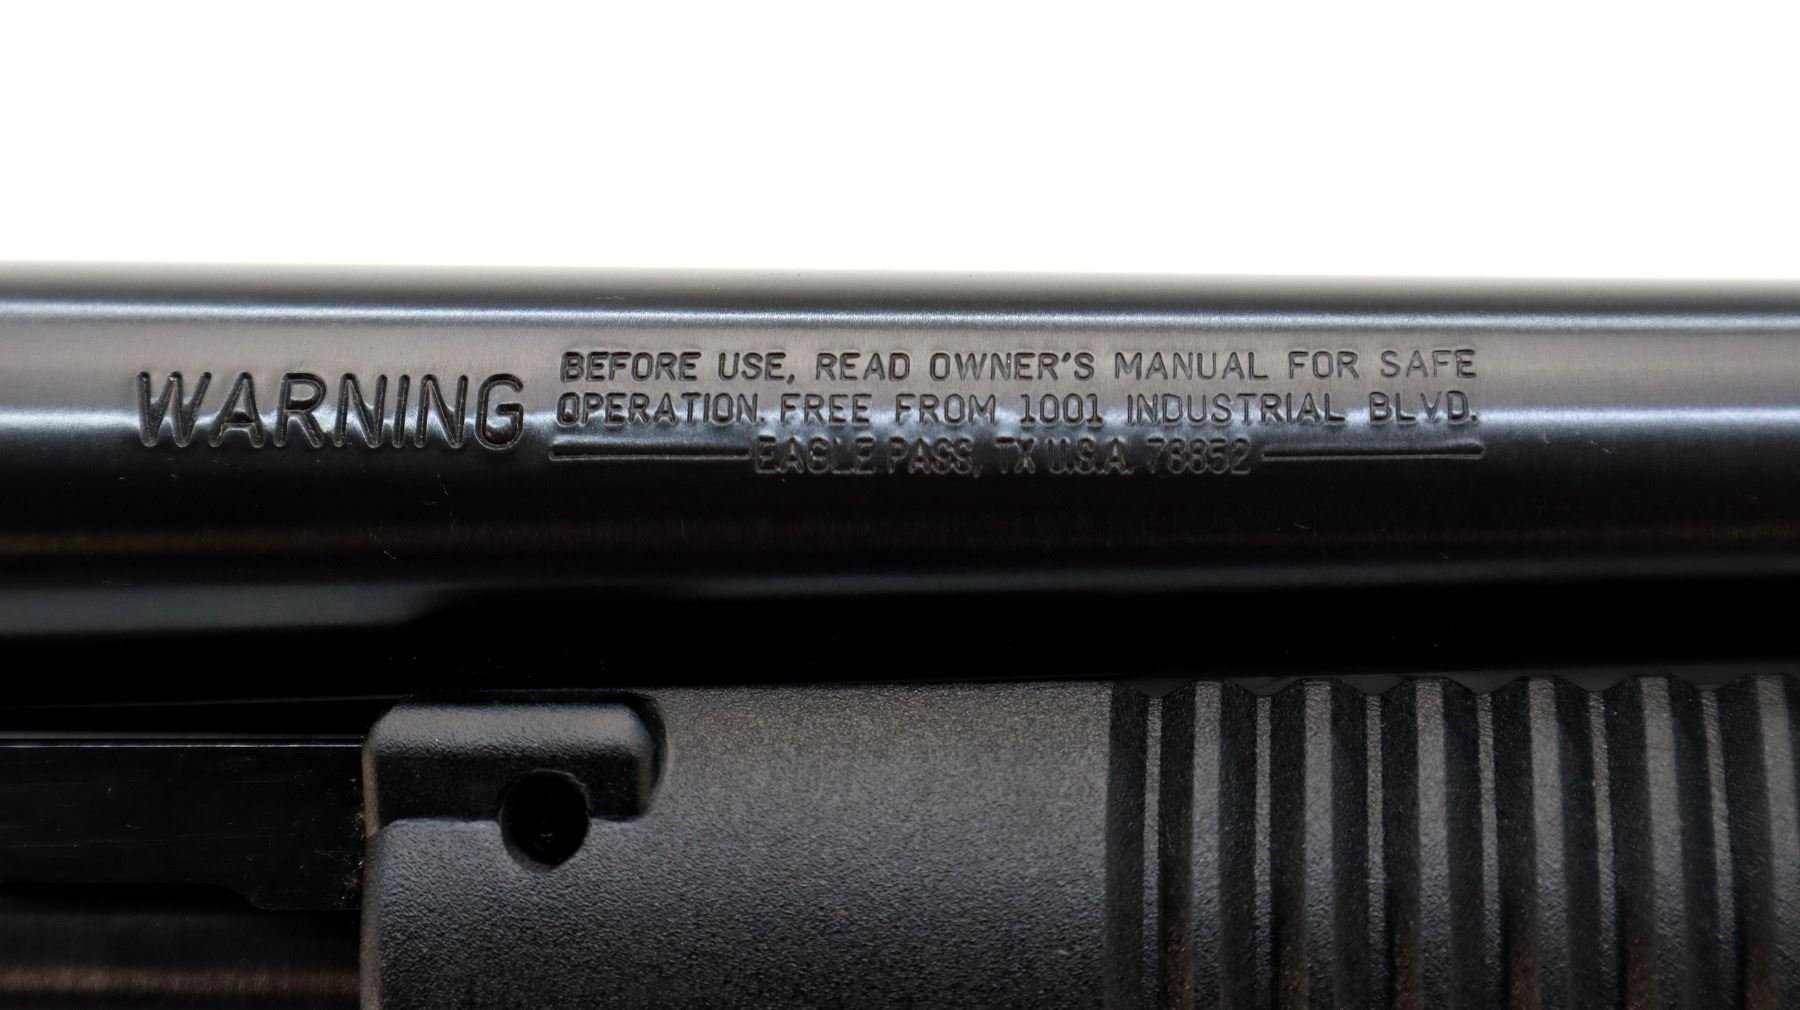 WARNING
BEFORE USE, READ OWNER'S MANUAL FOR SAFE
OPERATION. FREE FROM 1001 INDUSTRIAL BLVD.
EAGLE PASS, TX U.S.A. 78852